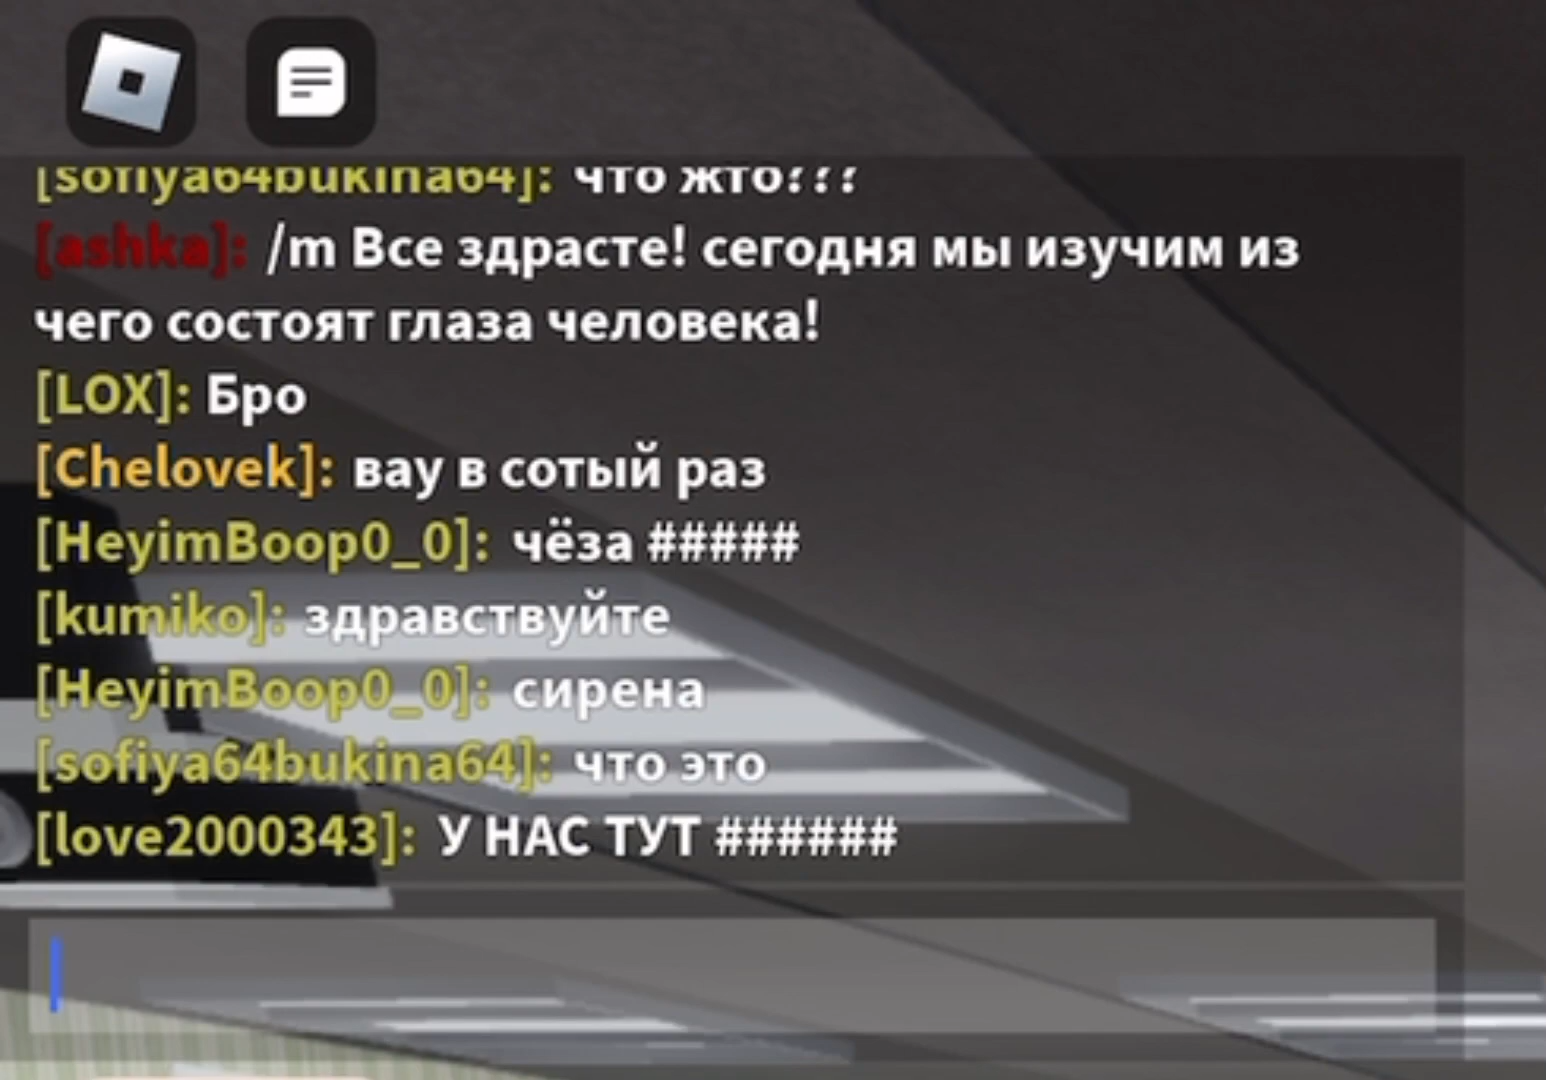 [sofiya64bukina64]: что жто???
[ashka]: /m Все здрасте! сегодня мы изучим из
чего состоят глаза человека!
[LOX]: Бро
[Chelovek]: вау в сотый раз
[HeyimBoop0_0]: чёза #####
[kumiko]: здравствуйте
[HeyimBoop0_0]: сирена
[sofiya64bukina64]: что это
[love2000343]: У НАС ТУТ ######